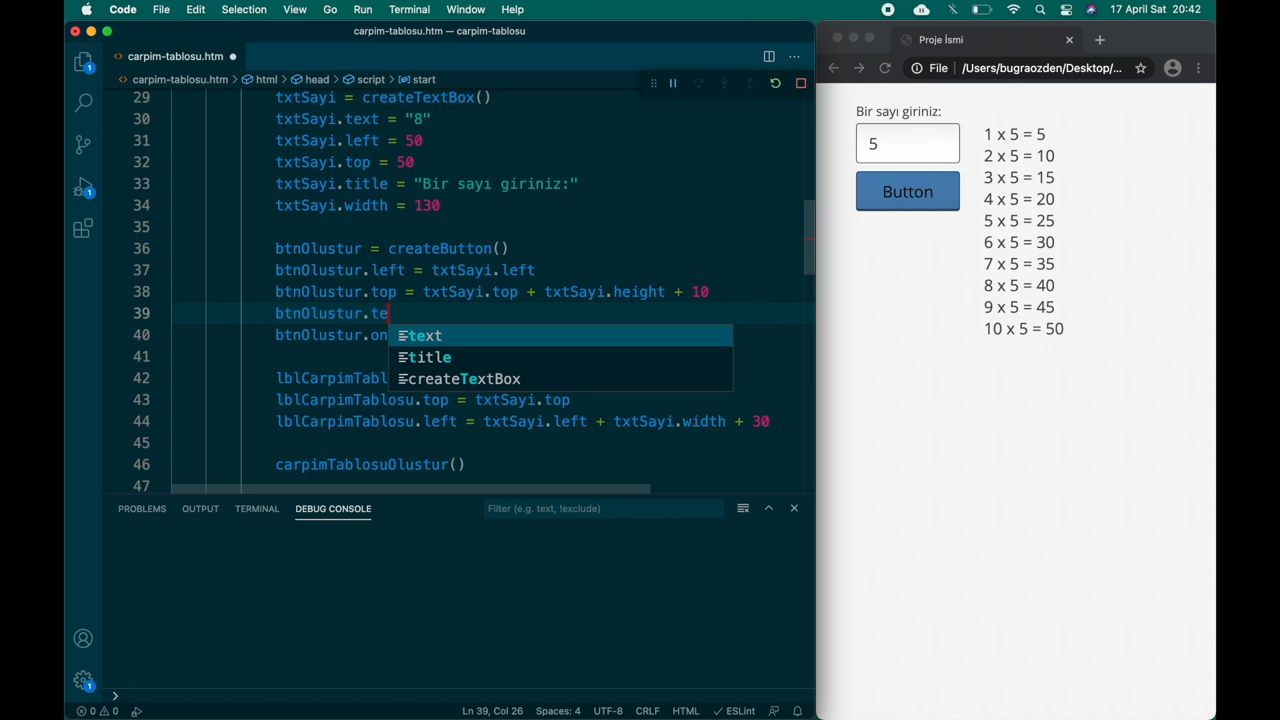 Code File Edit Selection View Go Run Terminal Window Help 17 April Sat 20:42
carpim-tablosu.htm — carpim-tablosu
carpim-tablosu.htm
carpim-tablosu.htm > html > head > script > start
29 txtSayi = createTextBox()
30 txtSayi.text = "8"
31 txtSayi.left = 50
32 txtSayi.top = 50
33 txtSayi.title = "Bir sayı giriniz:"
34 txtSayi.width = 130
35
36 btnOlustur = createButton()
37 btnOlustur.left = txtSayi.left
38 btnOlustur.top = txtSayi.top + txtSayi.height + 10
39 btnOlustur.te
text
40 btnOlustur.on
title
41
createTextBox
42 lblCarpimTabl
43 lblCarpimTablosu.top = txtSayi.top
44 lblCarpimTablosu.left = txtSayi.left + txtSayi.width + 30
45
46 carpimTablosuOlustur()
47
PROBLEMS OUTPUT TERMINAL DEBUG CONSOLE Filter (e.g. text, !exclude)
1
1
1
0 0 Ln 39, Col 26 Spaces: 4 UTF-8 CRLF HTML ESLint
Proje İsmi
File /Users/bugraozden/Desktop/...
Bir sayı giriniz:
5
Button
1 x 5 = 5
2 x 5 = 10
3 x 5 = 15
4 x 5 = 20
5 x 5 = 25
6 x 5 = 30
7 x 5 = 35
8 x 5 = 40
9 x 5 = 45
10 x 5 = 50